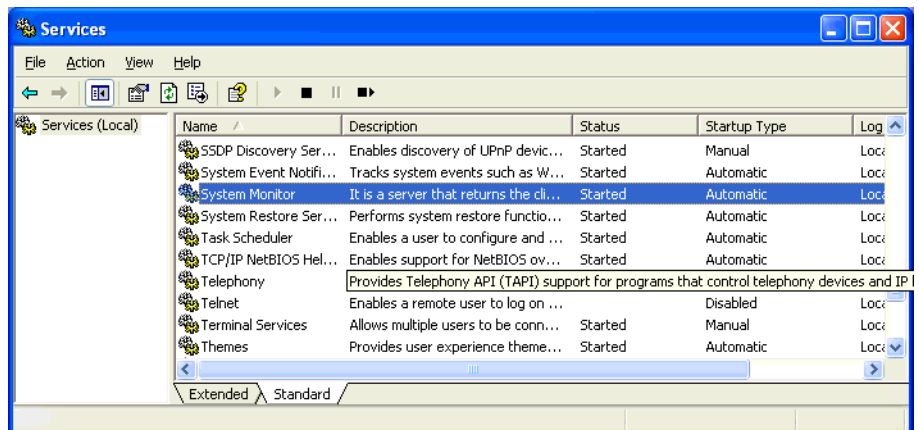 Services
File Action View Help
Services (Local)
Name Description Status Startup Type Log
SSDP Discovery Ser... Enables discovery of UPnP devic... Started Manual Loca
System Event Notifi... Tracks system events such as W... Started Automatic Loca
System Monitor It is a server that returns the cli... Started Automatic Loca
System Restore Ser... Performs system restore functio... Started Automatic Loca
Task Scheduler Enables a user to configure and ... Started Automatic Loca
TCP/IP NetBIOS Hel... Enables support for NetBIOS ov... Started Automatic Loca
Telephony Provides Telephony API (TAPI) support for programs that control telephony devices and IP
Telnet Enables a remote user to log on ... Disabled Loca
Terminal Services Allows multiple users to be conn... Started Manual Loca
Themes Provides user experience theme... Started Automatic Loca
Extended Standard